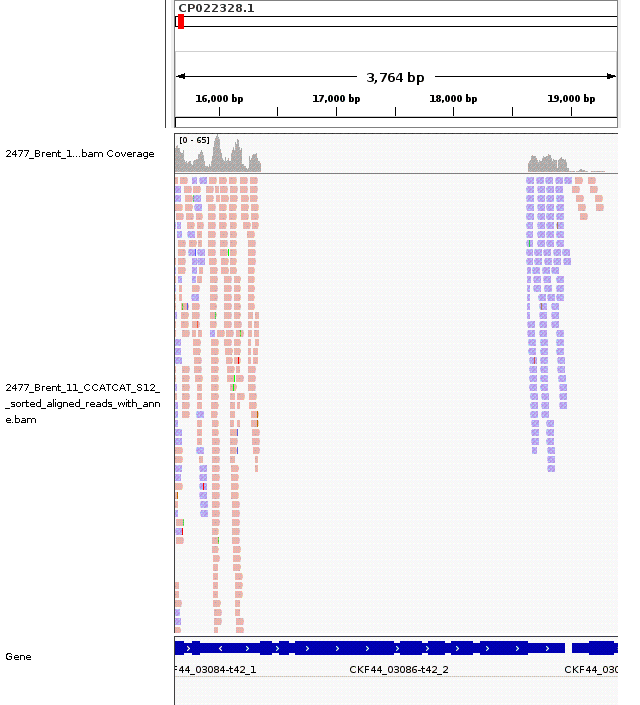 CP022328.1
3,764 bp
16,000 bp 17,000 bp 18,000 bp 19,000 bp
[0 - 65]
2477_Brent_1...bam Coverage
2477_Brent_11_CCATCAT_S12_
_sorted_aligned_reads_with_ann
e.bam
Gene
F44_03084-t42_1 CKF44_03086-t42_2 CKF44_030